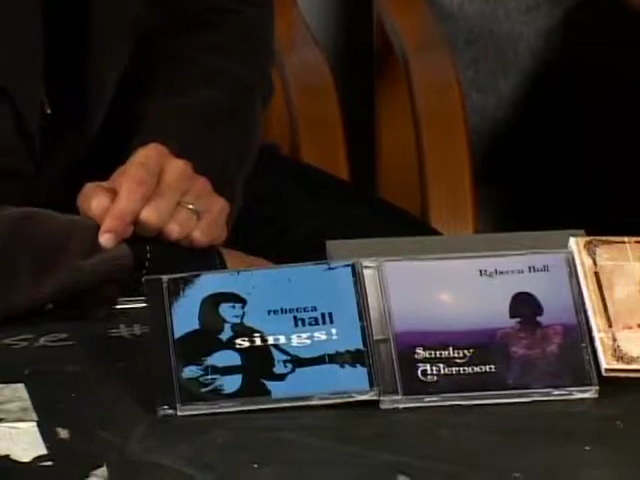 rebecca
hall
sings!
Rebecca Hall
Sunday
Afternoon